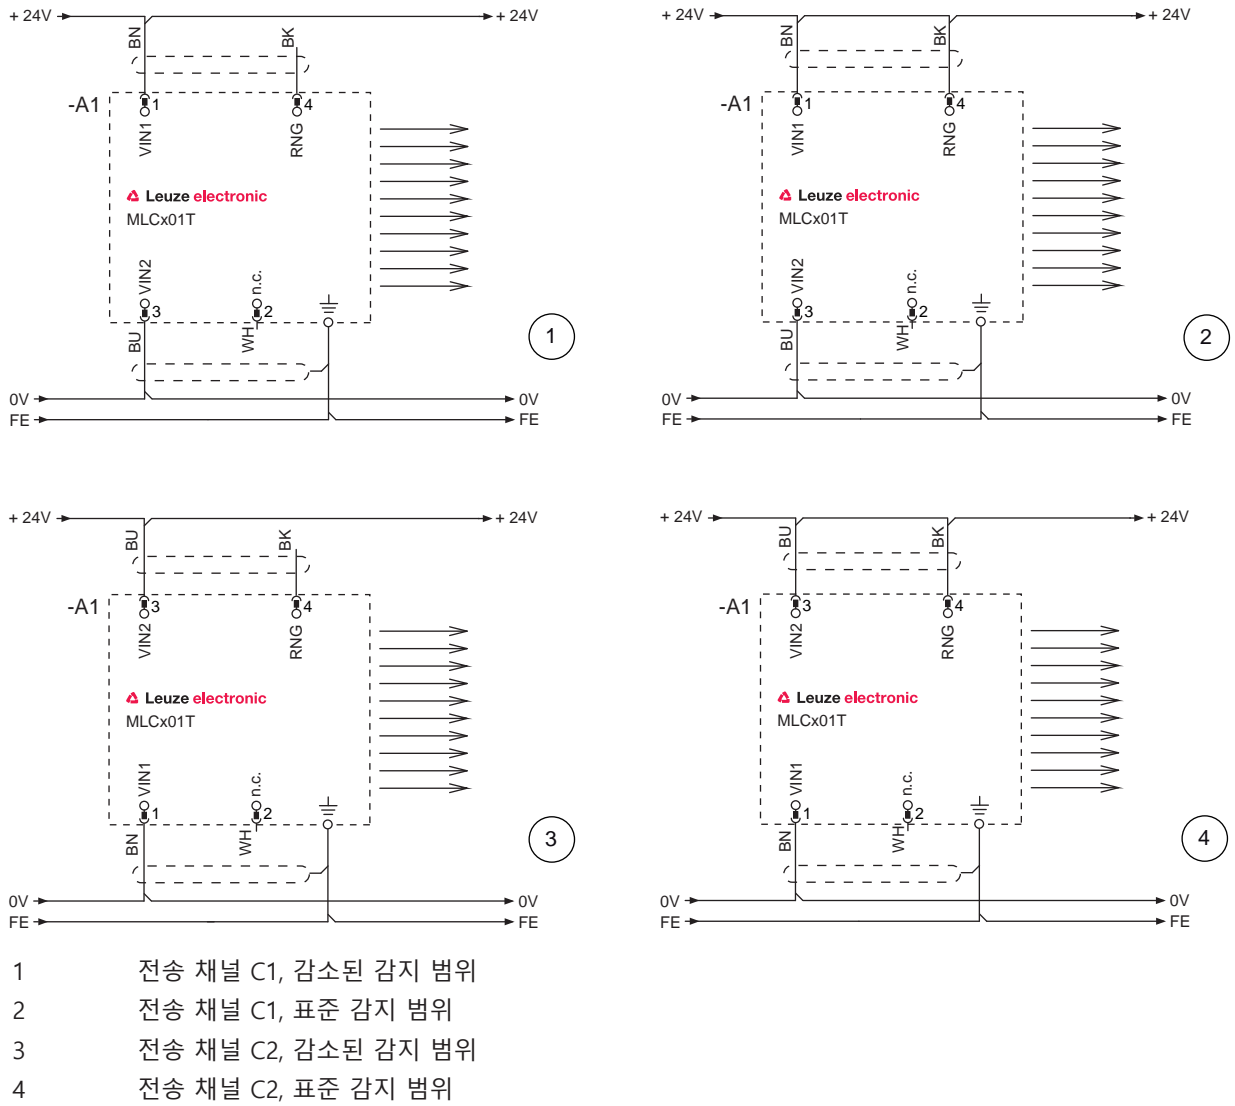 + 24V + 24V
BN BK
-A1 1 4
VIN1 RNG
Leuze electronic
MLCx01T
VIN2 n.c.
3 2
BU WH
1
0V 0V
FE FE
+ 24V + 24V
BN BK
-A1 1 4
VIN1 RNG
Leuze electronic
MLCx01T
VIN2 n.c.
3 2
BU WH
2
0V 0V
FE FE
+ 24V + 24V
BU BK
-A1 3 4
VIN2 RNG
Leuze electronic
MLCx01T
VIN1 n.c.
1 2
BN WH
3
0V 0V
FE FE
+ 24V + 24V
BU BK
-A1 3 4
VIN2 RNG
Leuze electronic
MLCx01T
VIN1 n.c.
1 2
BN WH
4
0V 0V
FE FE
1 전송 채널 C1, 감소된 감지 범위
2 전송 채널 C1, 표준 감지 범위
3 전송 채널 C2, 감소된 감지 범위
4 전송 채널 C2, 표준 감지 범위